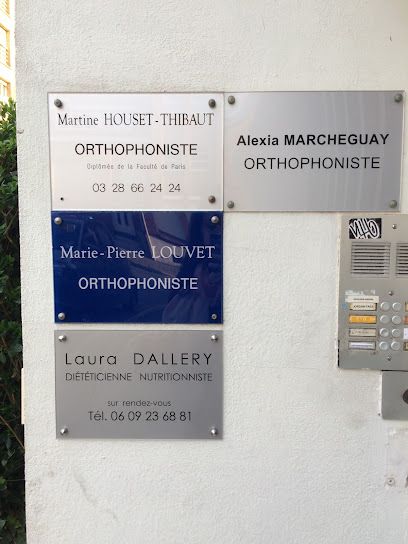 Martine HOUSET-THIBAUT
ORTHOPHONISTE
Diplômée de la Faculté de Paris
03 28 66 24 24
Alexia MARCHEGUAY
ORTHOPHONISTE
Marie-Pierre LOUVET
ORTHOPHONISTE
Laura DALLERY
DIÉTÉTICIENNE NUTRITIONNISTE
sur rendez-vous
Tél. 06 09 23 68 81